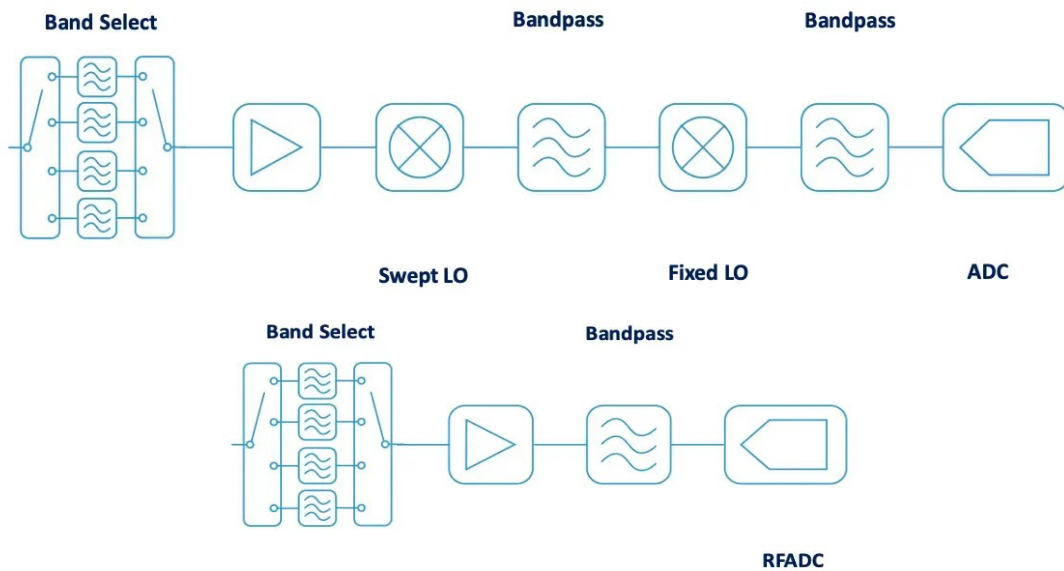 Band Select
Bandpass
Bandpass
Swept LO
Fixed LO
ADC
Band Select
Bandpass
RFADC